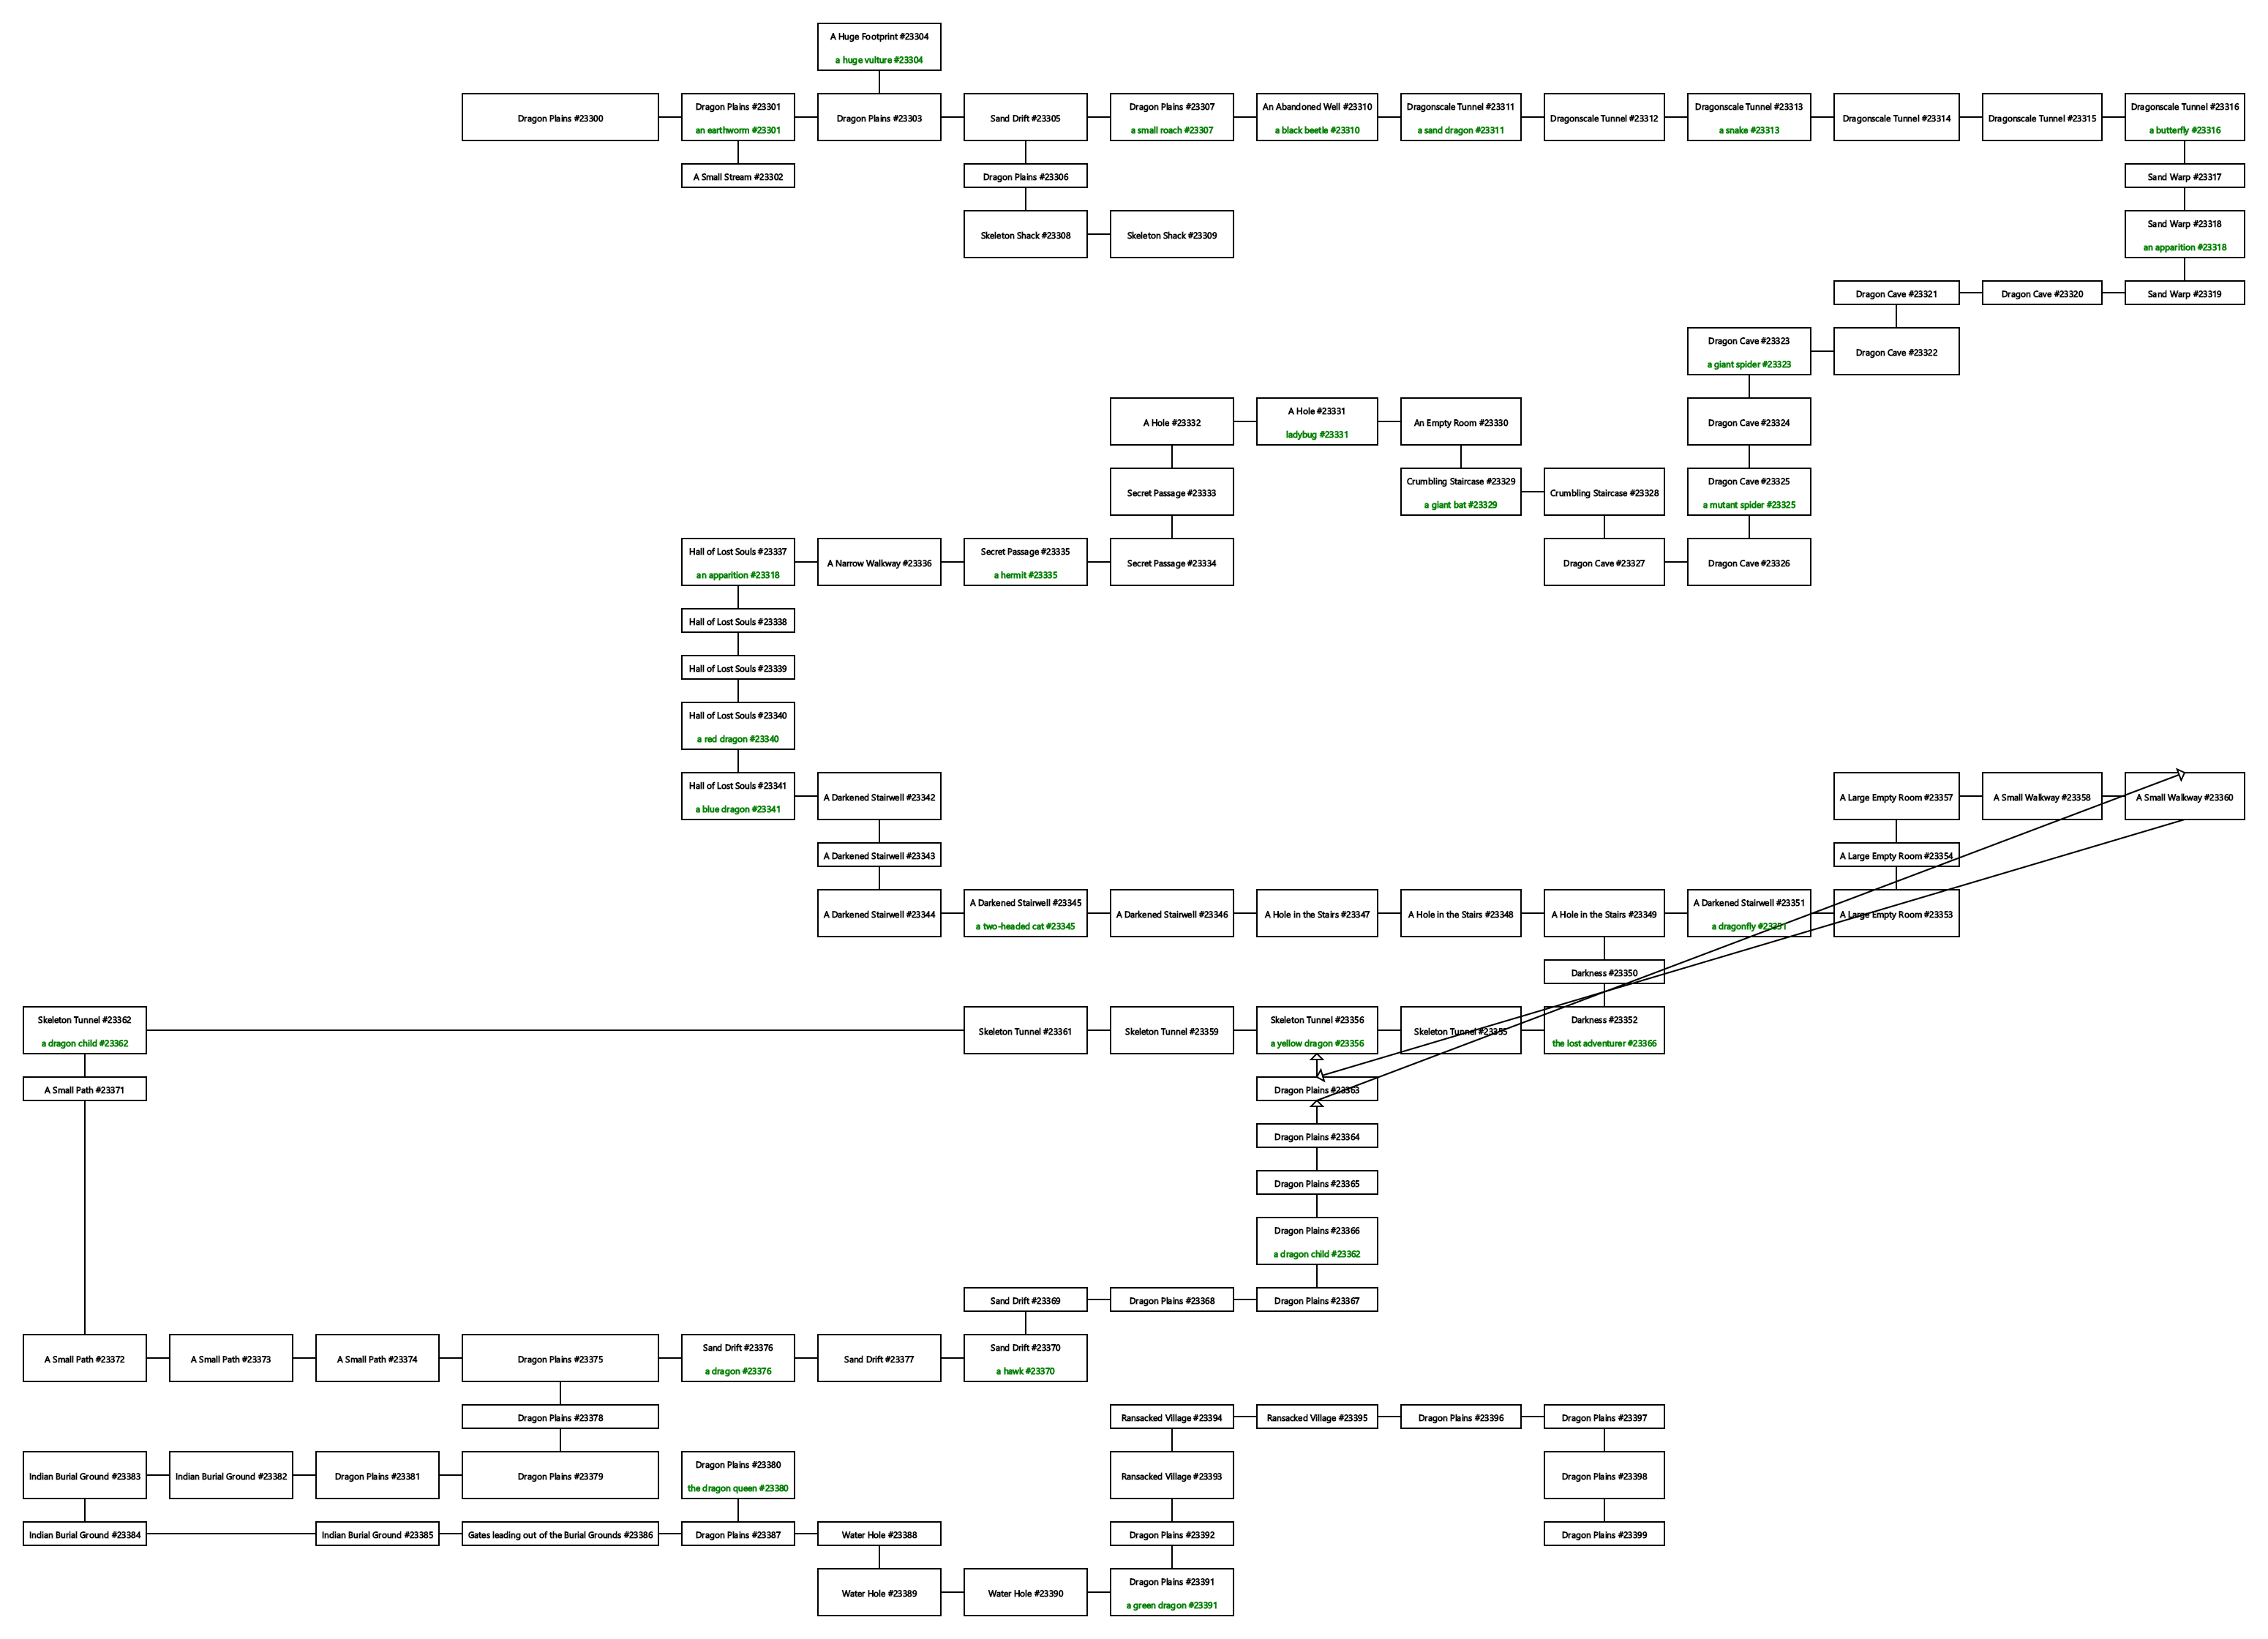 A Huge Footprint #23304
a huge vulture #23304
Dragon Plains #23300
Dragon Plains #23301
an earthworm #23301
Dragon Plains #23303
Sand Drift #23305
Dragon Plains #23307
a small roach #23307
An Abandoned Well #23310
a black beetle #23310
Dragonscale Tunnel #23311
a sand dragon #23311
Dragonscale Tunnel #23312
Dragonscale Tunnel #23313
a snake #23313
Dragonscale Tunnel #23314
Dragonscale Tunnel #23315
Dragonscale Tunnel #23316
a butterfly #23316
A Small Stream #23302
Dragon Plains #23306
Sand Warp #23317
Skeleton Shack #23308
Skeleton Shack #23309
Sand Warp #23318
an apparition #23318
Dragon Cave #23321
Dragon Cave #23320
Sand Warp #23319
Dragon Cave #23323
a giant spider #23323
Dragon Cave #23322
A Hole #23332
A Hole #23331
ladybug #23331
An Empty Room #23330
Dragon Cave #23324
Secret Passage #23333
Crumbling Staircase #23329
a giant bat #23329
Crumbling Staircase #23328
Dragon Cave #23325
a mutant spider #23325
Hall of Lost Souls #23337
an apparition #23318
A Narrow Walkway #23336
Secret Passage #23335
a hermit #23335
Secret Passage #23334
Dragon Cave #23327
Dragon Cave #23326
Hall of Lost Souls #23338
Hall of Lost Souls #23339
Hall of Lost Souls #23340
a red dragon #23340
Hall of Lost Souls #23341
a blue dragon #23341
A Darkened Stairwell #23342
A Large Empty Room #23357
A Small Walkway #23358
A Small Walkway #23360
A Darkened Stairwell #23343
A Large Empty Room #23354
A Darkened Stairwell #23344
A Darkened Stairwell #23345
a two-headed cat #23345
A Darkened Stairwell #23346
A Hole in the Stairs #23347
A Hole in the Stairs #23348
A Hole in the Stairs #23349
A Darkened Stairwell #23351
a dragonfly #23351
A Large Empty Room #23353
Darkness #23350
Skeleton Tunnel #23362
a dragon child #23362
Skeleton Tunnel #23361
Skeleton Tunnel #23359
Skeleton Tunnel #23356
a yellow dragon #23356
Skeleton Tunnel #23355
Darkness #23352
the lost adventurer #23366
A Small Path #23371
Dragon Plains #23363
Dragon Plains #23364
Dragon Plains #23365
Dragon Plains #23366
a dragon child #23362
Sand Drift #23369
Dragon Plains #23368
Dragon Plains #23367
A Small Path #23372
A Small Path #23373
A Small Path #23374
Dragon Plains #23375
Sand Drift #23376
a dragon #23376
Sand Drift #23377
Sand Drift #23370
a hawk #23370
Dragon Plains #23378
Ransacked Village #23394
Ransacked Village #23395
Dragon Plains #23396
Dragon Plains #23397
Indian Burial Ground #23383
Indian Burial Ground #23382
Dragon Plains #23381
Dragon Plains #23379
Dragon Plains #23380
the dragon queen #23380
Ransacked Village #23393
Dragon Plains #23398
Indian Burial Ground #23384
Indian Burial Ground #23385
Gates leading out of the Burial Grounds #23386
Dragon Plains #23387
Water Hole #23388
Dragon Plains #23392
Dragon Plains #23399
Water Hole #23389
Water Hole #23390
Dragon Plains #23391
a green dragon #23391